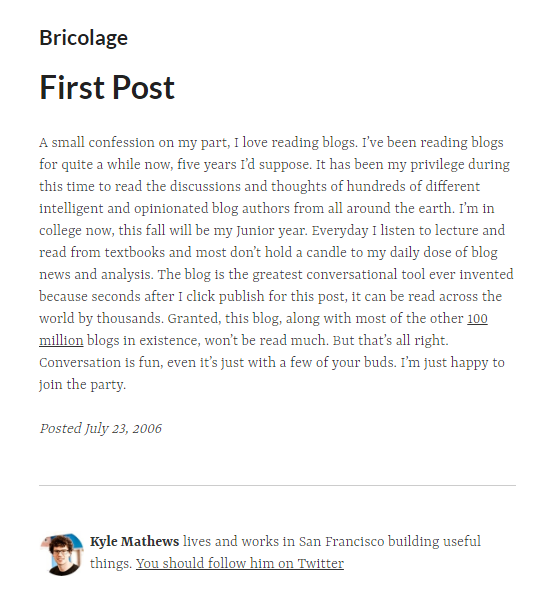 Bricolage
First Post
A small confession on my part, I love reading blogs. I've been reading blogs
for quite a while now, five years I'd suppose. It has been my privilege during
this time to read the discussions and thoughts of hundreds of different
intelligent and opinionated blog authors from all around the earth. I'm in
college now, this fall will be my Junior year. Everyday I listen to lecture and
read from textbooks and most don't hold a candle to my daily dose of blog
news and analysis. The blog is the greatest conversational tool ever invented
because seconds after I click publish for this post, it can be read across the
world by thousands. Granted, this blog, along with most of the other 100
million blogs in existence, won't be read much. But that's all right.
Conversation is fun, even it's just with a few of your buds. I'm just happy to
join the party.
Posted July 23, 2006
Kyle Mathews lives and works in San Francisco building useful
things. You should follow him on Twitter